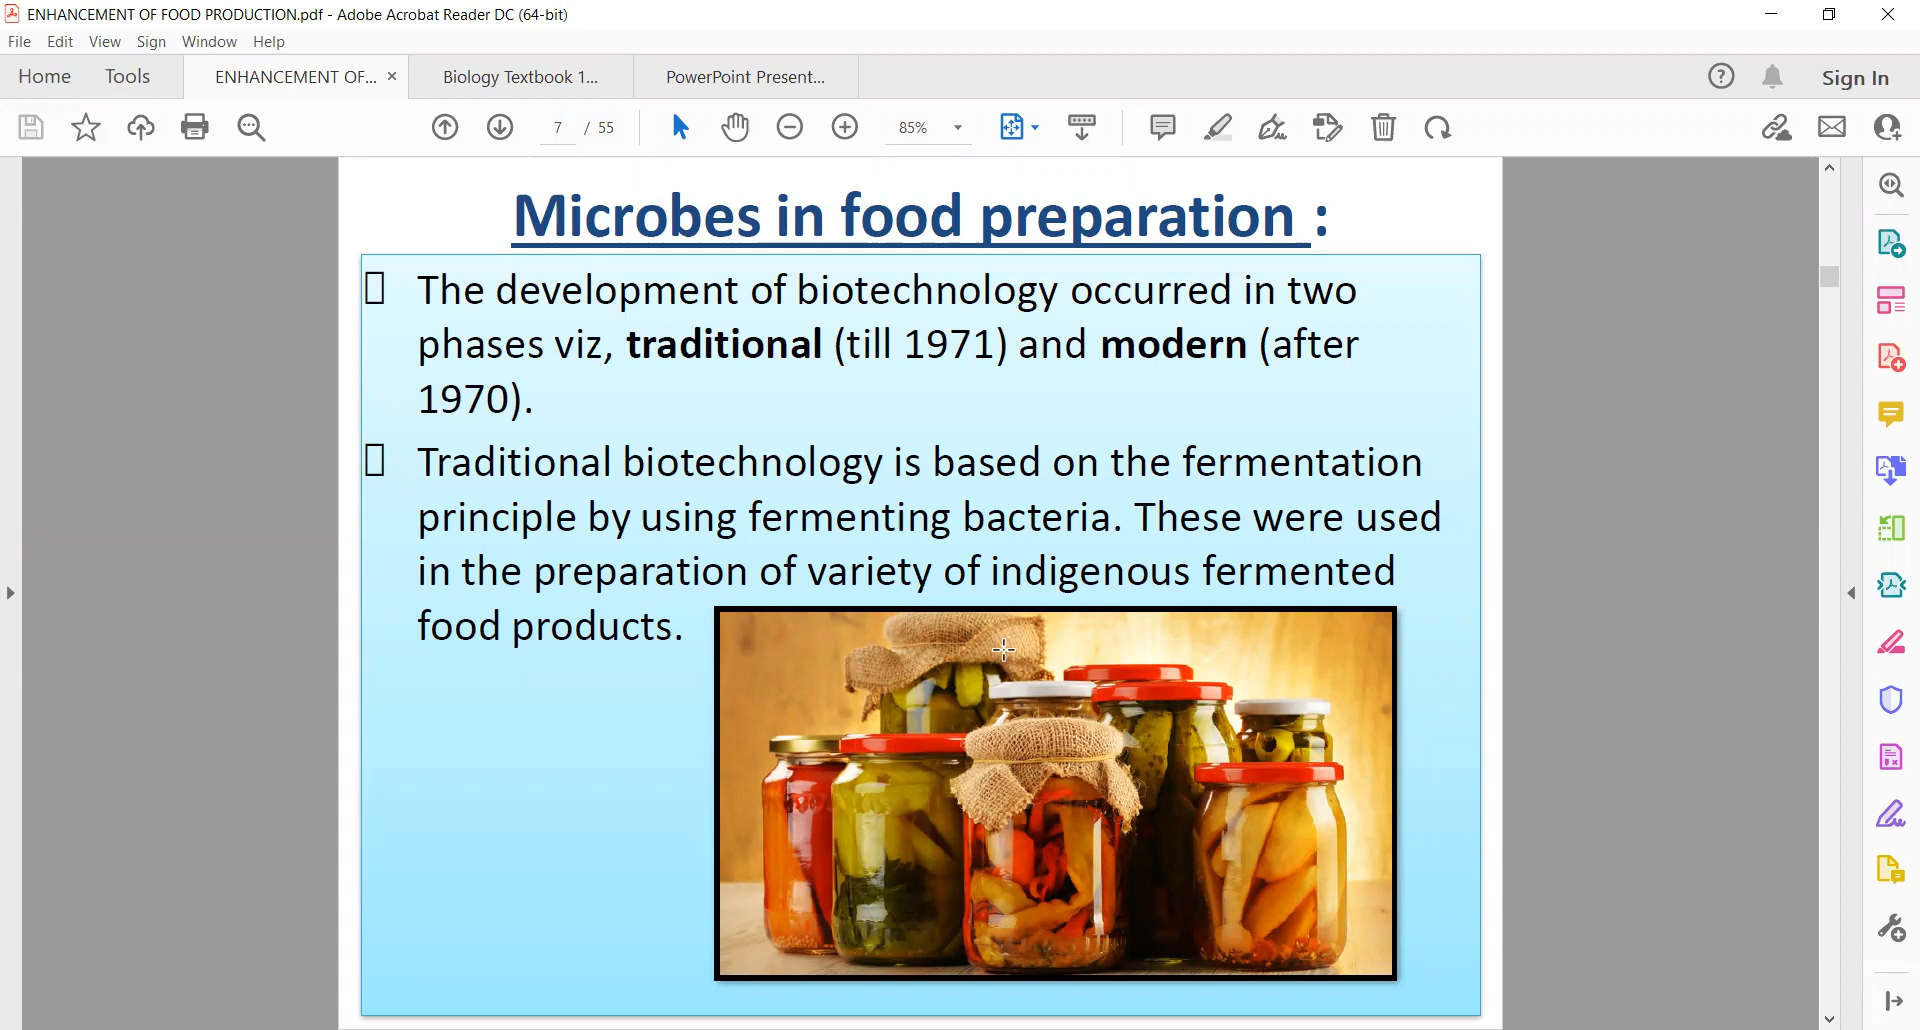 ENHANCEMENT OF FOOD PRODUCTION.pdf - Adobe Acrobat Reader DC (64-bit)
File Edit View Sign Window Help
Home Tools ENHANCEMENT OF... × Biology Textbook 1... PowerPoint Present... Sign In
7 / 55 85%
Microbes in food preparation :
The development of biotechnology occurred in two
phases viz, traditional (till 1971) and modern (after
1970).
Traditional biotechnology is based on the fermentation
principle by using fermenting bacteria. These were used
in the preparation of variety of indigenous fermented
food products.